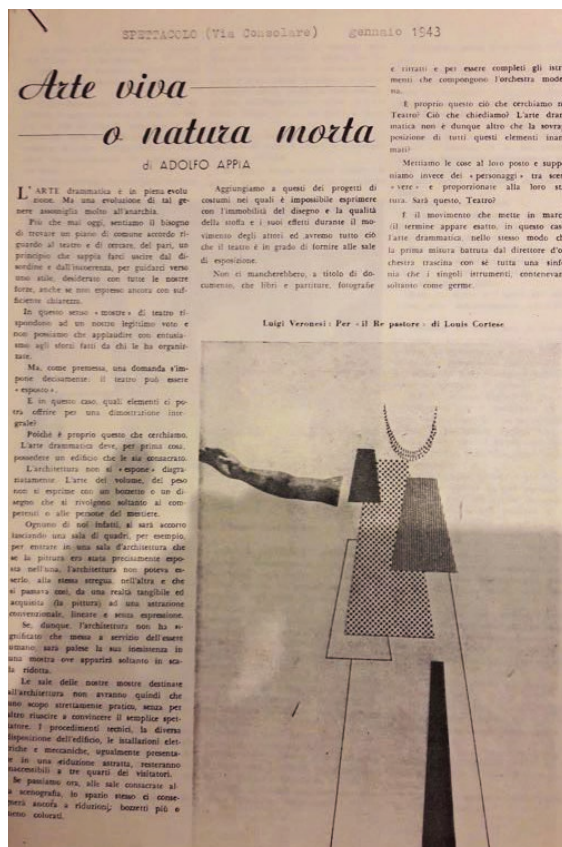 SPETTACOLO (Via Consolare) gennaio 1943
Arte viva
o natura morta
di ADOLFO APPIA
L'ARTE drammatica è in piena evolu
zione. Ma una evoluzione di tal ge-
nere assomiglia molto all'anarchia.
Più che mai oggi, sentiamo il bisogno
di trovare un piano di comune accordo ri-
guardo al teatro e di cercare, del pari, un
principio che sappia farci uscire dal di-
sordine e dall'incoerenza, per guidarci verso
uno stile, desiderato con tutte le nostre
forze, anche se non espresso ancora con suf-
ficiente chiarezza.
In questo senso « mostre » di teatro ri-
spondono ad un nostro legittimo voto e
non possiamo che applaudire con entusia-
smo agli sforzi fatti da chi le ha organiz-
zate.
Ma, come premessa, una domanda s'im-
pone decisamente: il teatro può essere
« esposto ».
E in questo caso, quali elementi ci po-
trà offrire per una dimostrazione inte-
grale?
Poichè è proprio questo che cerchiamo.
L'arte drammatica deve, per prima cosa,
possedere un edificio che le sia consacrato.
L'architettura non si « espone » disgra-
ziatamente. L'arte del volume, del peso
non si esprime con un bozzetto o un di-
segno che si rivolgono soltanto ai com-
petenti o alle persone del mestiere.
Ognuno di noi infatti, si sarà accorto
lasciando una sala di quadri, per esempio,
per entrare in una sala d'architettura che
se la pittura era stata precisamente espo-
sta nell'una, l'architettura non poteva es-
serlo, alla stessa stregua, nell'altra e che
si passava così, da una realtà tangibile ed
acquisita (la pittura) ad una astrazione
convenzionale, lineare e senza espressione.
Se, dunque, l'architettura non ha si-
gnificato che messa a servizio dell'essere
umano, sarà palese la sua inesistenza in
una mostra ove apparirà soltanto in sca-
la ridotta.
Le sale delle nostre mostre destinate
all'architettura non avranno quindi che
uno scopo strettamente pratico, senza per
altro riuscire a convincere il semplice spet-
tatore. I procedimenti tecnici, la diversa
disposizione dell'edificio, le istallazioni elet-
triche e meccaniche, ugualmente presenta-
te in una riduzione astratta, resteranno
inaccessibili a tre quarti dei visitatori.
Se passiamo ora, alle sale consacrate al-
la scenografia, lo spazio stesso ci conse-
gnerà ancora a riduzioni; bozzetti più o
meno colorati.
Aggiungiamo a questi dei progetti di
costumi nei quali è impossibile esprimere
con l'immobilità del disegno e la qualità
della stoffa e i suoi effetti durante il mo-
vimento degli attori ed avremo tutto ciò
che il teatro è in grado di fornire alle sale
di esposizione.
Non ci mancherebbero, a titolo di do-
cumento, che libri e partiture, fotografie
e ritratti e per essere completi gli istr
menti che compongono l'orchestra mode
na.
È proprio questo ciò che cerchiamo n
Teatro? Ciò che chiediamo? L'arte dram
matica non è dunque altro che la sovrap
posizione di tutti questi elementi inani
mati?
Mettiamo le cose al loro posto e suppo
niamo invece dei « personaggi » tra scen
« vere » e proporzionate alla loro sta
tura. Sarà questo, Teatro?
È il movimento che mette in marci
(il termine appare esatto, in questo caso
l'arte drammatica, nello stesso modo ch
la prima misura battuta dal direttore d'o
chestra trascina con sè tutta una sinfo
nia che i singoli istrumenti, contenevan
soltanto come germe.
Luigi Veronesi: Per « il Re pastore » di Louis Cortese